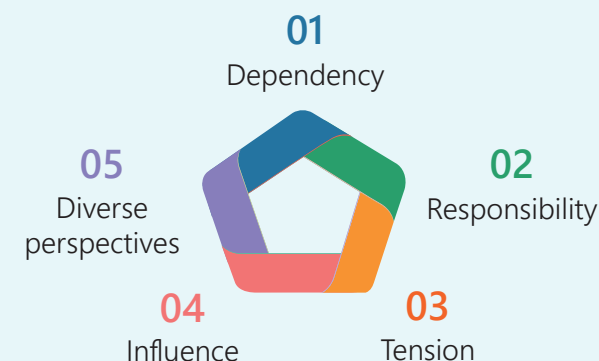 01
Dependency
02
Responsibility
03
Tension
04
Influence
05
Diverse
perspectives